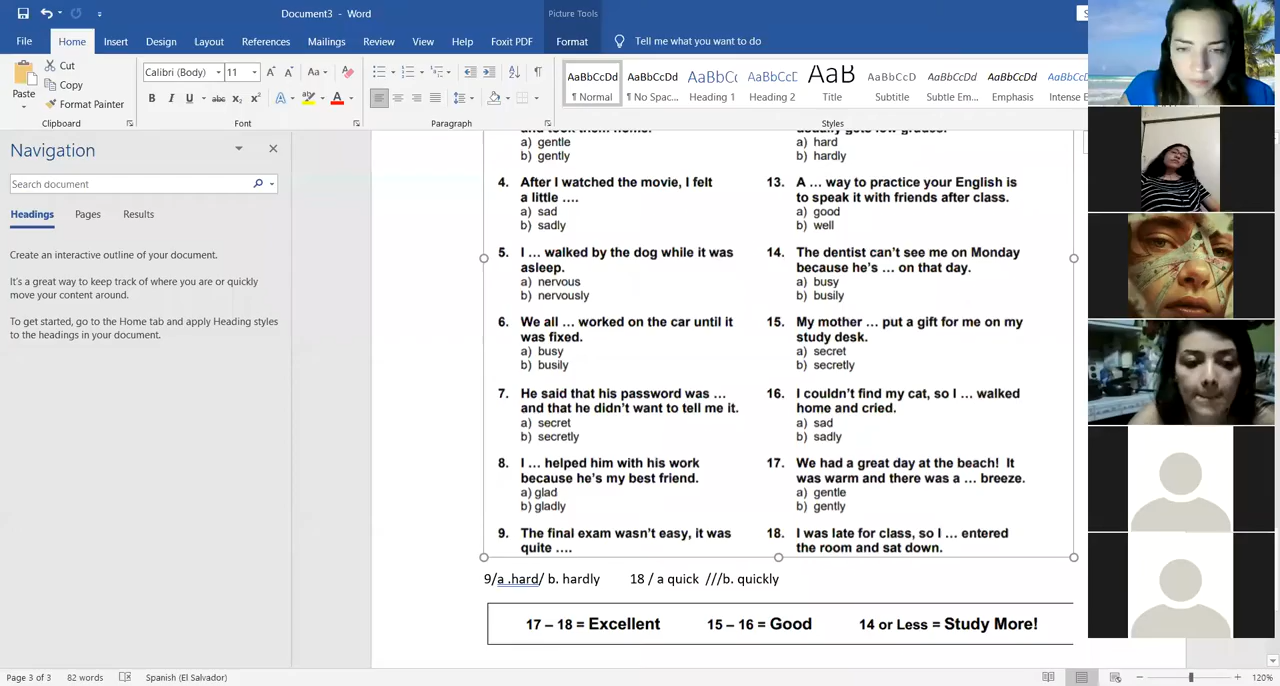 Document3 - Word
Picture Tools
File Home Insert Design Layout References Mailings Review View Help Foxit PDF Format Tell me what you want to do
Paste
Cut
Copy
Format Painter
Clipboard
Calibri (Body) 11
Font
Paragraph
AaBbCcDd AaBbCcDd AaBbCc AaBbCcD AaB AaBbCcD AaBbCcDd AaBbCcDd AaBbCcDd
¶ Normal ¶ No Spac... Heading 1 Heading 2 Title Subtitle Subtle Em... Emphasis Intense E
Styles
Navigation
Search document
Headings Pages Results
Create an interactive outline of your document.
It's a great way to keep track of where you are or quickly
move your content around.
To get started, go to the Home tab and apply Heading styles
to the headings in your document.
and took them home.
a) gentle
b) gently
4. After I watched the movie, I felt
a little ….
a) sad
b) sadly
5. I … walked by the dog while it was
asleep.
a) nervous
b) nervously
6. We all … worked on the car until it
was fixed.
a) busy
b) busily
7. He said that his password was …
and that he didn't want to tell me it.
a) secret
b) secretly
8. I … helped him with his work
because he's my best friend.
a) glad
b) gladly
9. The final exam wasn't easy, it was
quite ….
usually gets low grades.
a) hard
b) hardly
13. A … way to practice your English is
to speak it with friends after class.
a) good
b) well
14. The dentist can't see me on Monday
because he's … on that day.
a) busy
b) busily
15. My mother … put a gift for me on my
study desk.
a) secret
b) secretly
16. I couldn't find my cat, so I … walked
home and cried.
a) sad
b) sadly
17. We had a great day at the beach! It
was warm and there was a … breeze.
a) gentle
b) gently
18. I was late for class, so I … entered
the room and sat down.
9/a .hard/ b. hardly 18 / a quick ///b. quickly
17 – 18 = Excellent 15 – 16 = Good 14 or Less = Study More!
Page 3 of 3 82 words Spanish (El Salvador) 120%